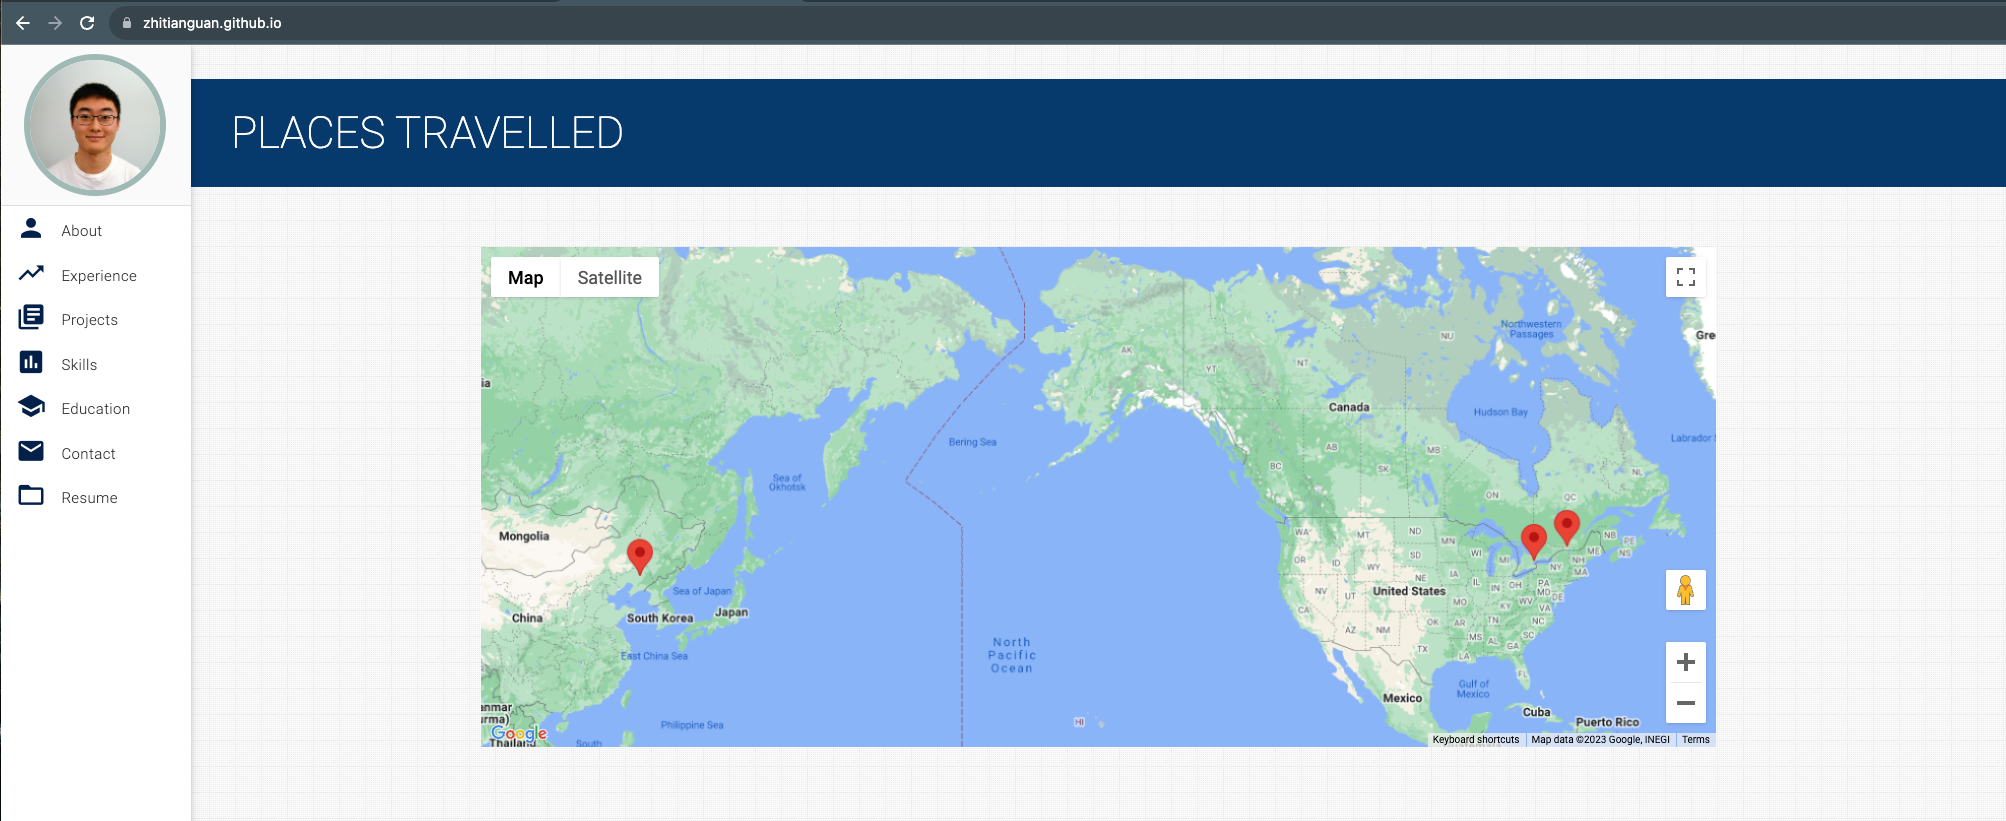 zhitianguan.github.io
PLACES TRAVELLED
About
Experience
Projects
Skills
Education
Contact
Resume
Map
Satellite
Northwestern
Passages
NU
Gre
AK
NT
YT
ia
Canada
Hudson Bay
Labrador
Bering Sea
AB
MB
BC
SK
NL
Sea of
Okhotsk
ON
QC
Mongolia
WA
MT
ND
MN
NB
PE
NS
ME
OR
ID
WY
SD
WI
MI
NY
NH
MA
NE
IA
IL
IN
OH
PA
MD
DE
NV
UT
United States
MO
KY
WV
VA
Sea of Japan
China
South Korea
Japan
CA
AZ
NM
OK
AR
TN
NC
SC
MS
AL
GA
TX
LA
FL
East China Sea
North
Pacific
Ocean
Gulf of
Mexico
Mexico
Cuba
Puerto Rico
anmar
urma)
Philippine Sea
HI
Google
Thailand
South
Keyboard shortcuts
Map data ©2023 Google, INEGI
Terms